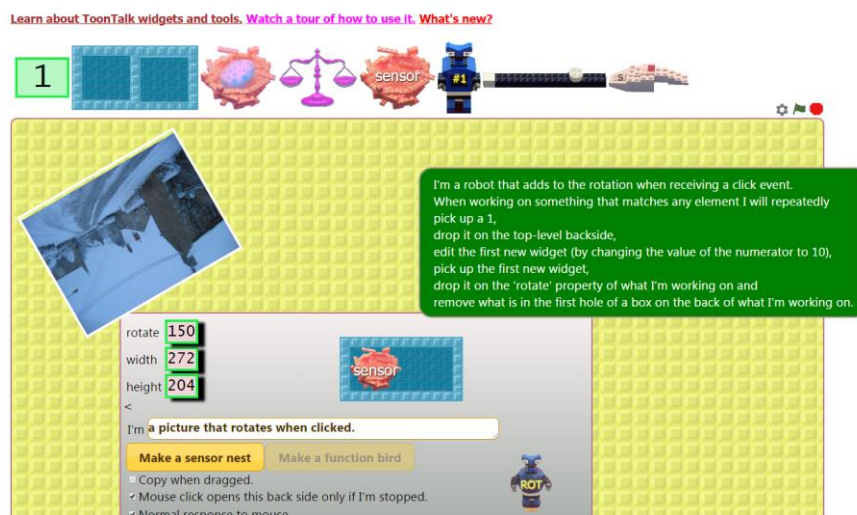 Learn about ToonTalk widgets and tools. Watch a tour of how to use it. What's new?
1
sensor
#1
S
I'm a robot that adds to the rotation when receiving a click event.
When working on something that matches any element I will repeatedly
pick up a 1,
drop it on the top-level backside,
edit the first new widget (by changing the value of the numerator to 10),
pick up the first new widget,
drop it on the 'rotate' property of what I'm working on and
remove what is in the first hole of a box on the back of what I'm working on.
rotate 150
width 272
height 204
<
sensor
I'm a picture that rotates when clicked.
Make a sensor nest Make a function bird
Copy when dragged.
Mouse click opens this back side only if I'm stopped.
Normal response to mouse
ROT